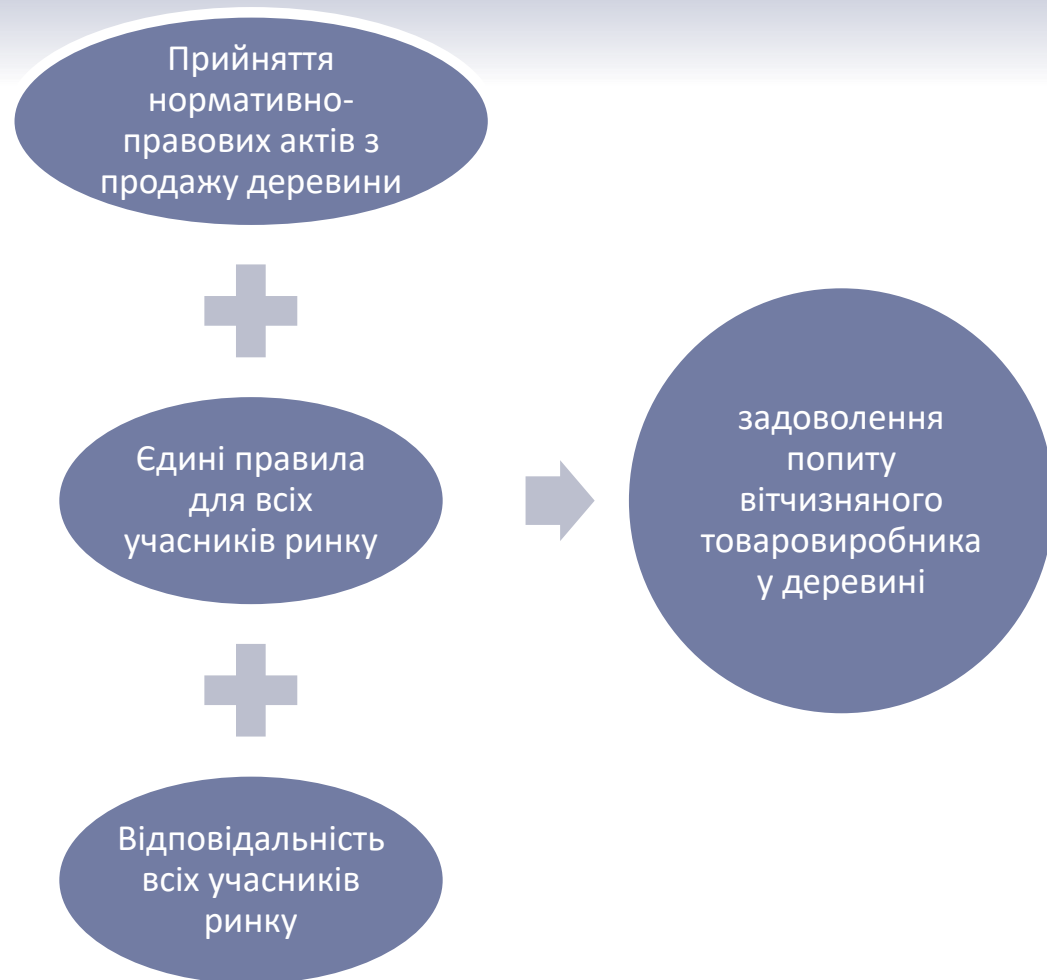 Прийняття
нормативно-
правових актів з
продажу деревини
Єдині правила
для всіх
учасників ринку
Відповідальність
всіх учасників
ринку
задоволення
попиту
вітчизняного
товаровиробника
у деревині